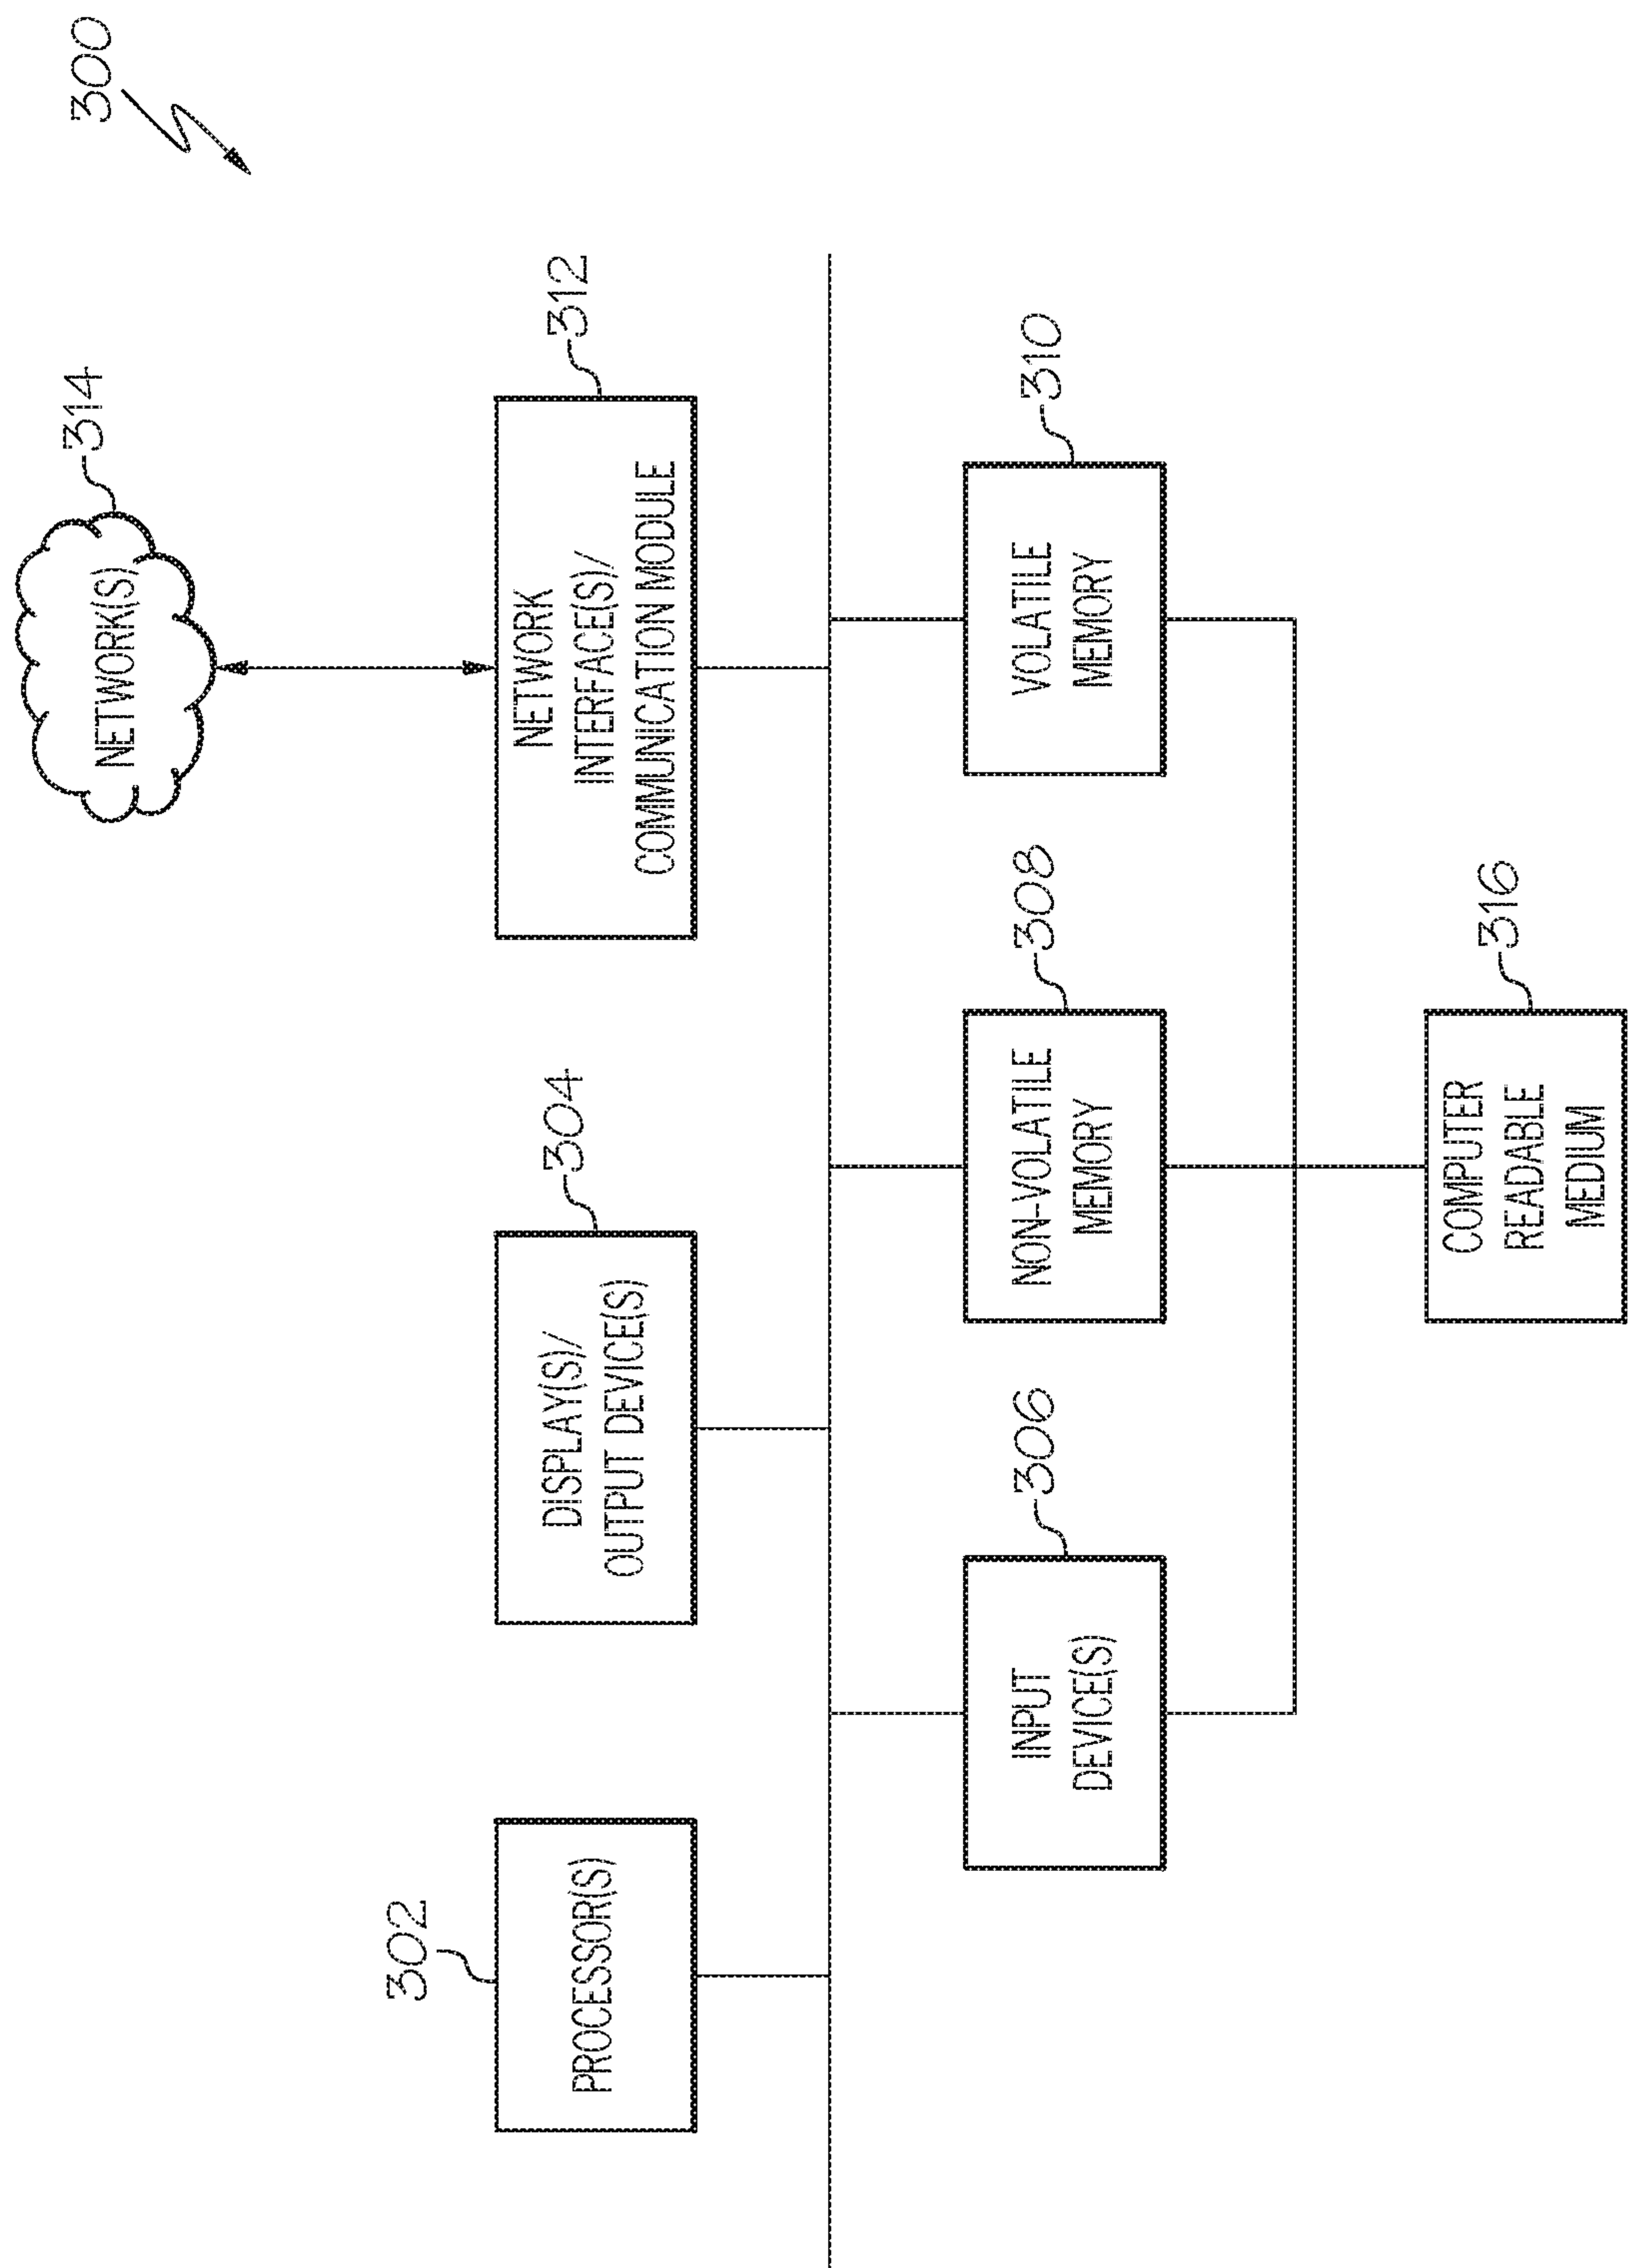 300
314
NETWORK(S)
302
PROCESSOR(S)
304
DISPLAY(S)/
OUTPUT DEVICE(S)
312
NETWORK
INTERFACE(S)/
COMMUNICATION MODULE
306
INPUT
DEVICE(S)
308
NON-VOLATILE
MEMORY
310
VOLATILE
MEMORY
316
COMPUTER
READABLE
MEDIUM